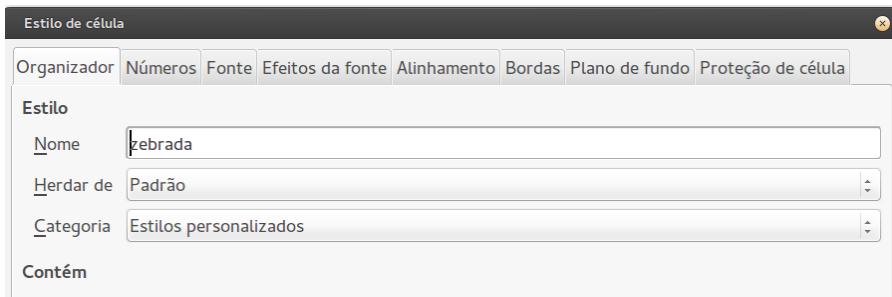 Estilo de célula
Organizador Números Fonte Efeitos da fonte Alinhamento Bordas Plano de fundo Proteção de célula
Estilo
Nome zebrada
Herdar de Padrão
Categoria Estilos personalizados
Contém